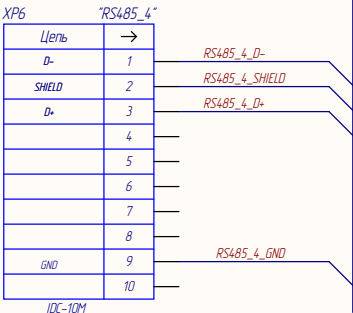 XP6 "RS485_4"
Цепь →
D- 1 RS485_4_D-
SHIELD 2 RS485_4_SHIELD
D+ 3 RS485_4_D+
4
5
6
7
8
GND 9 RS485_4_GND
10
IDC-10M